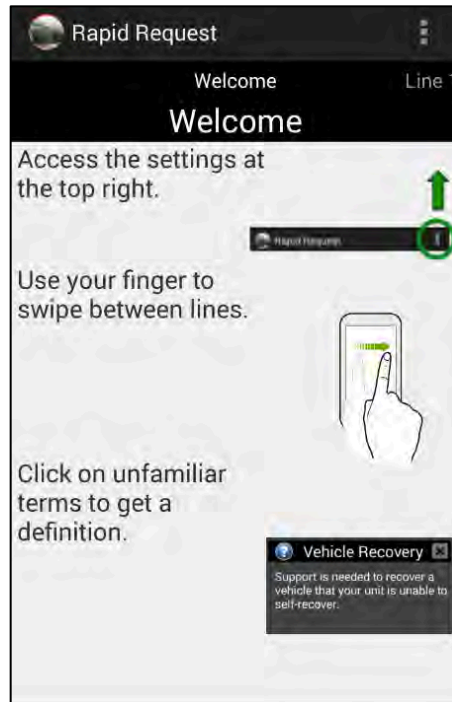 Rapid Request
Welcome
Line
Welcome
Access the settings at
the top right.
Rapid Request
Use your finger to
swipe between lines.
Click on unfamiliar
terms to get a
definition.
Vehicle Recovery
Support is needed to recover a
vehicle that your unit is unable to
self-recover.